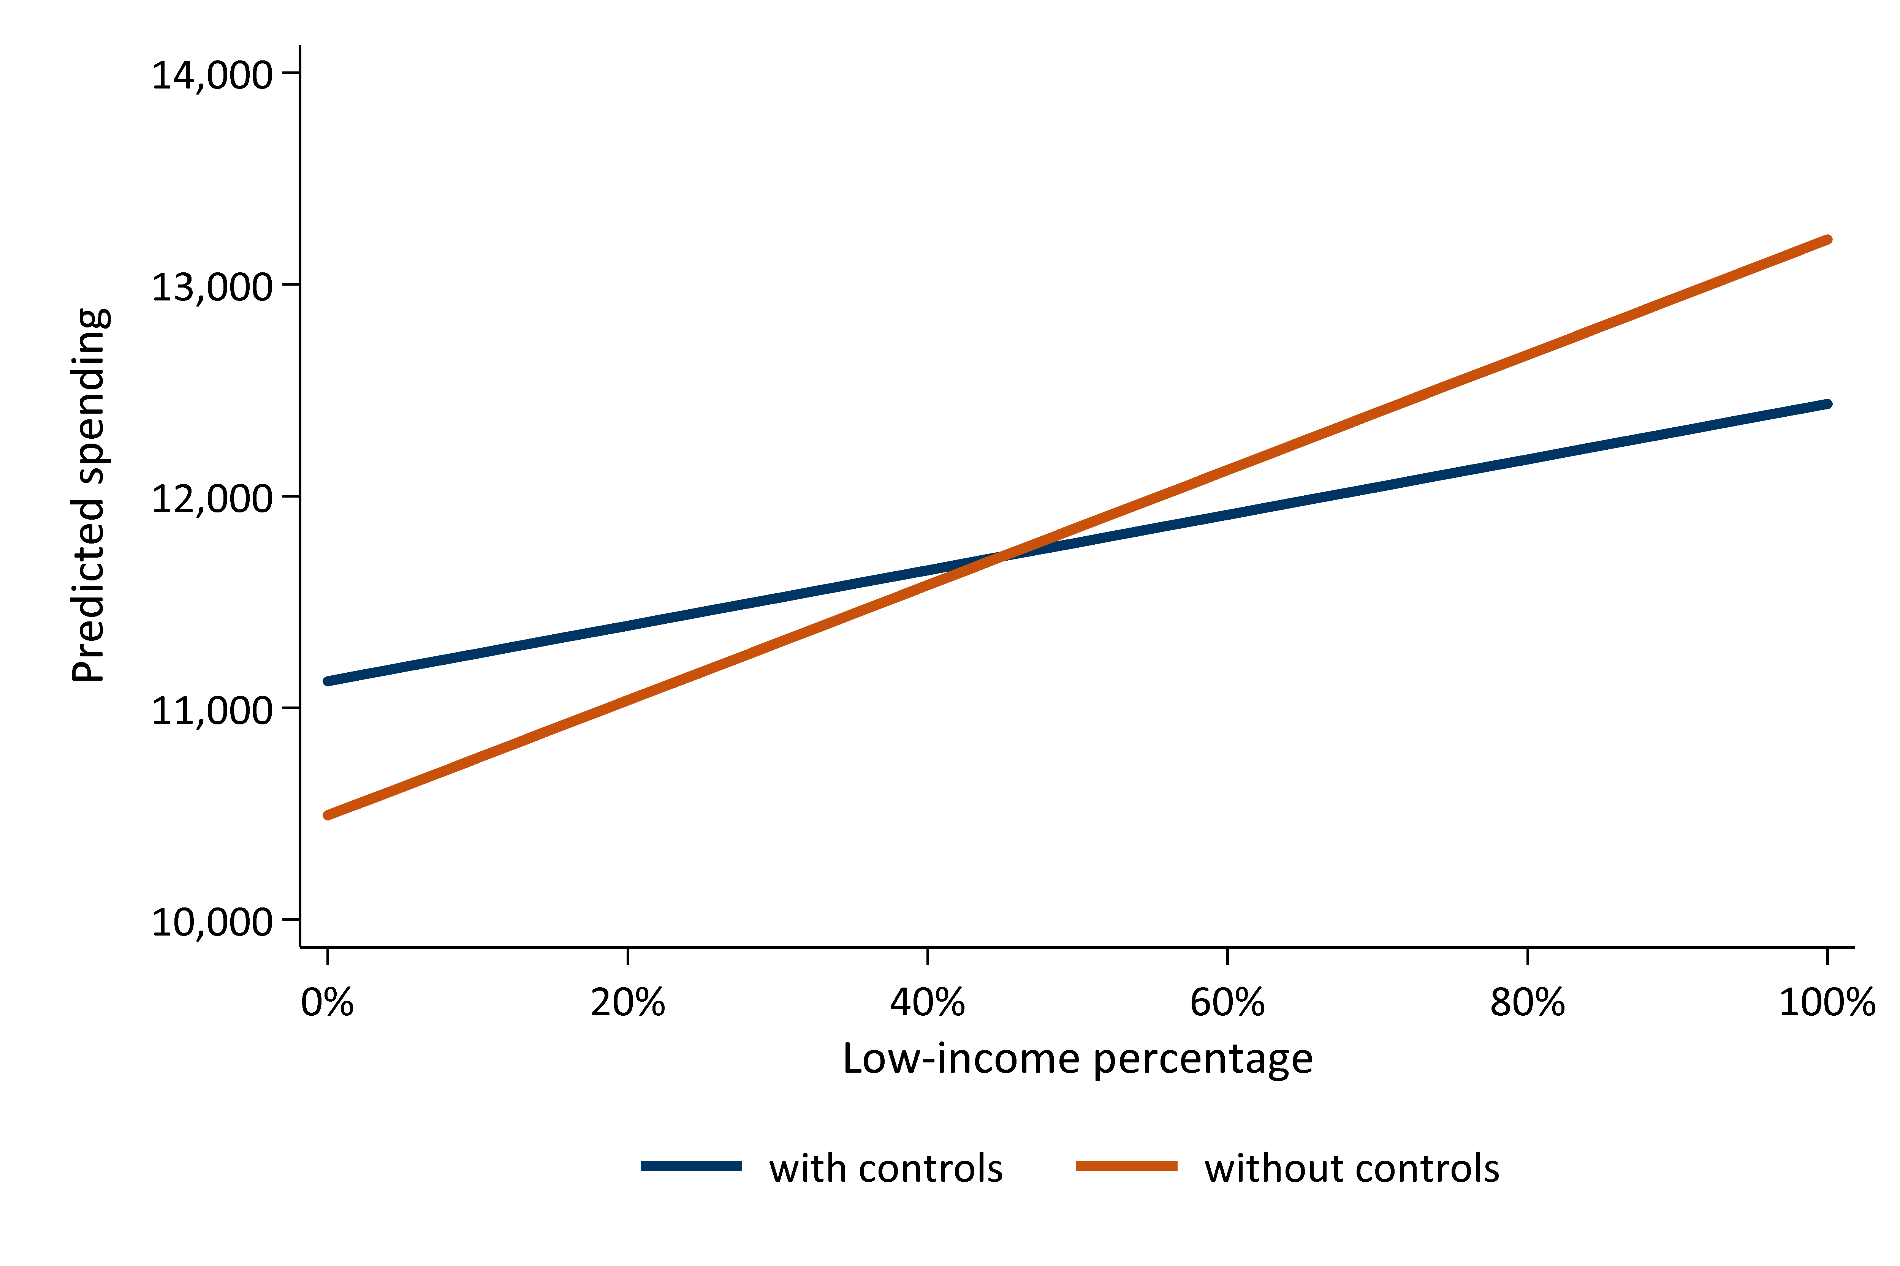 14,000
13,000
12,000
11,000
10,000
Predicted spending
0% 20% 40% 60% 80% 100%
Low-income percentage
with controls without controls